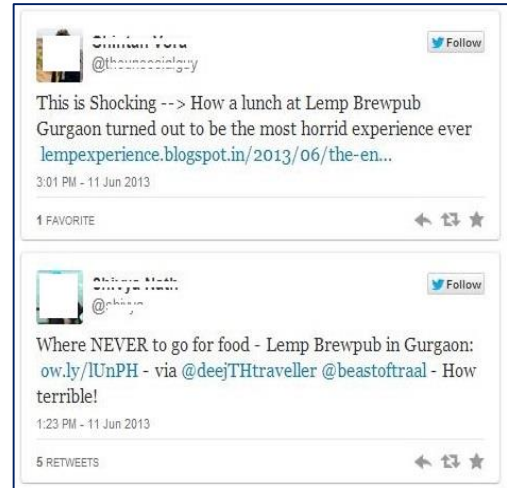 Follow
This is Shocking --> How a lunch at Lemp Brewpub
Gurgaon turned out to be the most horrid experience ever
lempexperience.blogspot.in/2013/06/the-en...
3:01 PM - 11 Jun 2013
1 FAVORITE
Follow
Where NEVER to go for food - Lemp Brewpub in Gurgaon:
ow.ly/lUnPH - via @deejTHtraveller @beastoftraal - How
terrible!
1:23 PM - 11 Jun 2013
5 RETWEETS